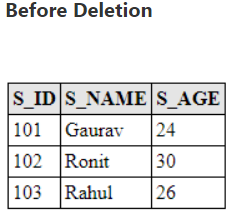 Before Deletion
S_ID S_NAME S_AGE
101 Gaurav 24
102 Ronit 30
103 Rahul 26